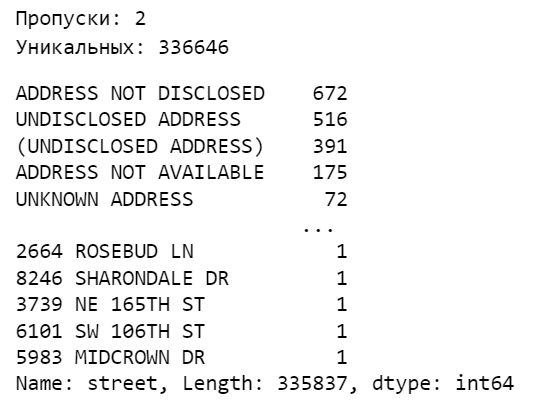 Пропуски: 2
Уникальных: 336646
ADDRESS NOT DISCLOSED 672
UNDISCLOSED ADDRESS 516
(UNDISCLOSED ADDRESS) 391
ADDRESS NOT AVAILABLE 175
UNKNOWN ADDRESS 72
...
2664 ROSEBUD LN 1
8246 SHARONDALE DR 1
3739 NE 165TH ST 1
6101 SW 106TH ST 1
5983 MIDCROWN DR 1
Name: street, Length: 335837, dtype: int64